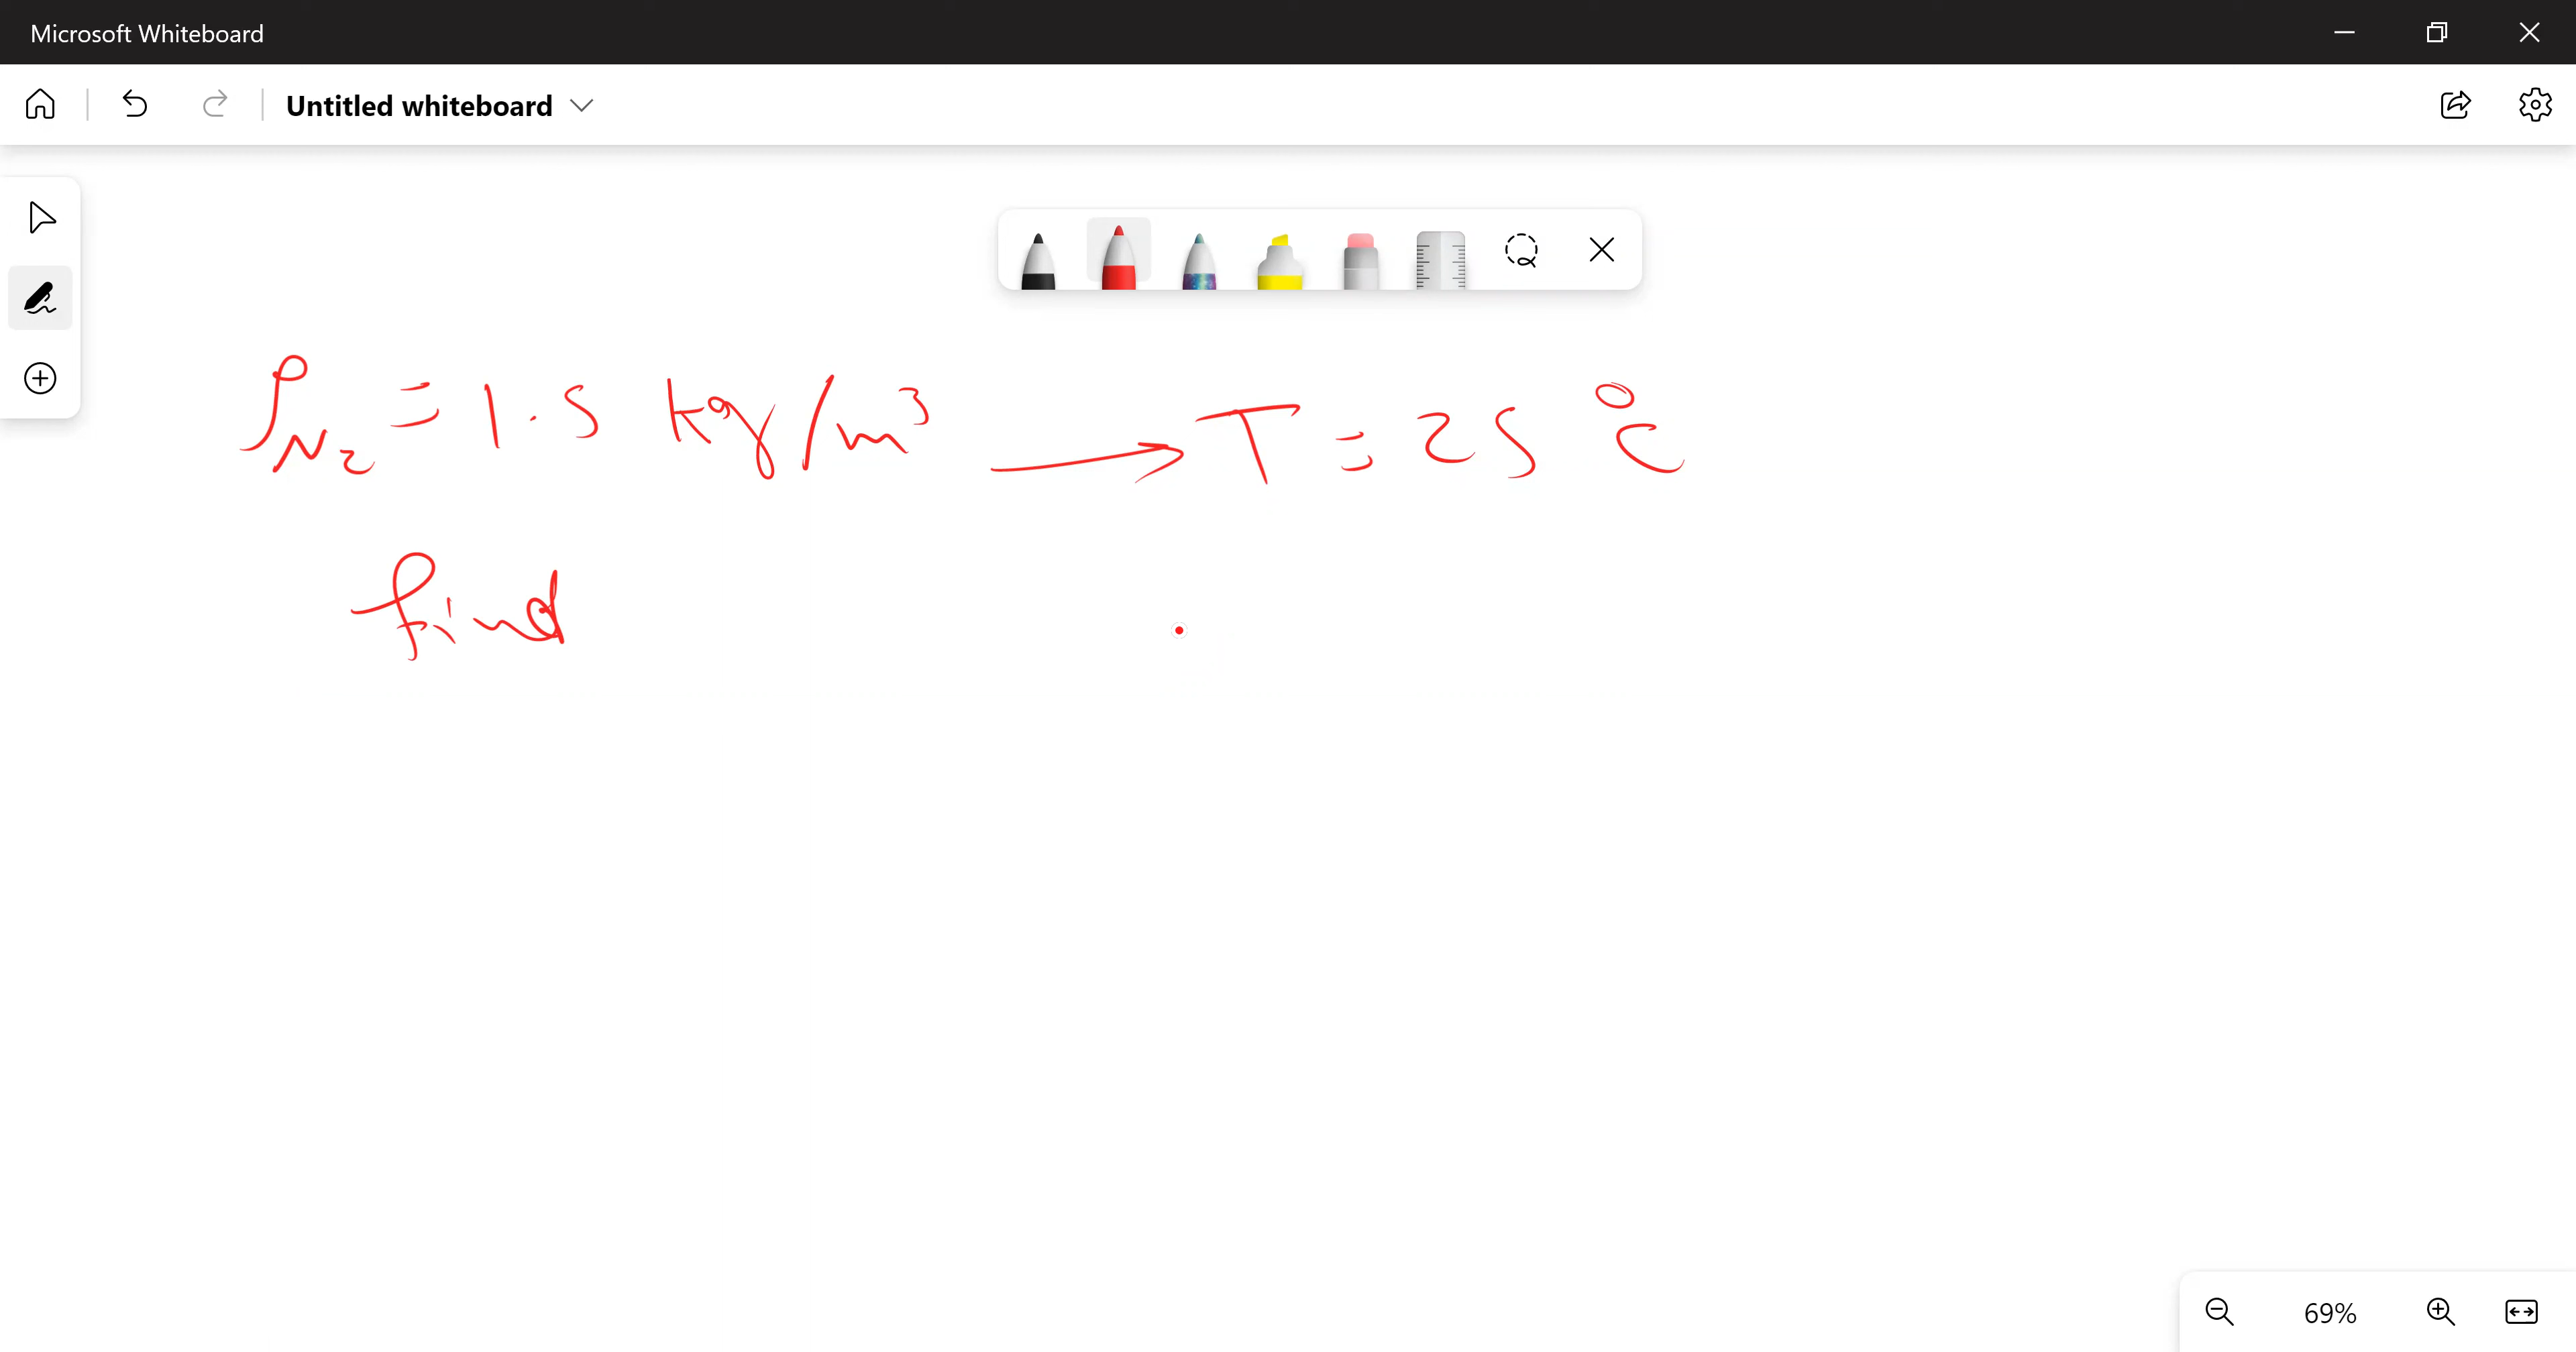 Microsoft Whiteboard
Untitled whiteboard
ρN₂ = 1.5 kg/m³ → T = 25 °C
find
69%